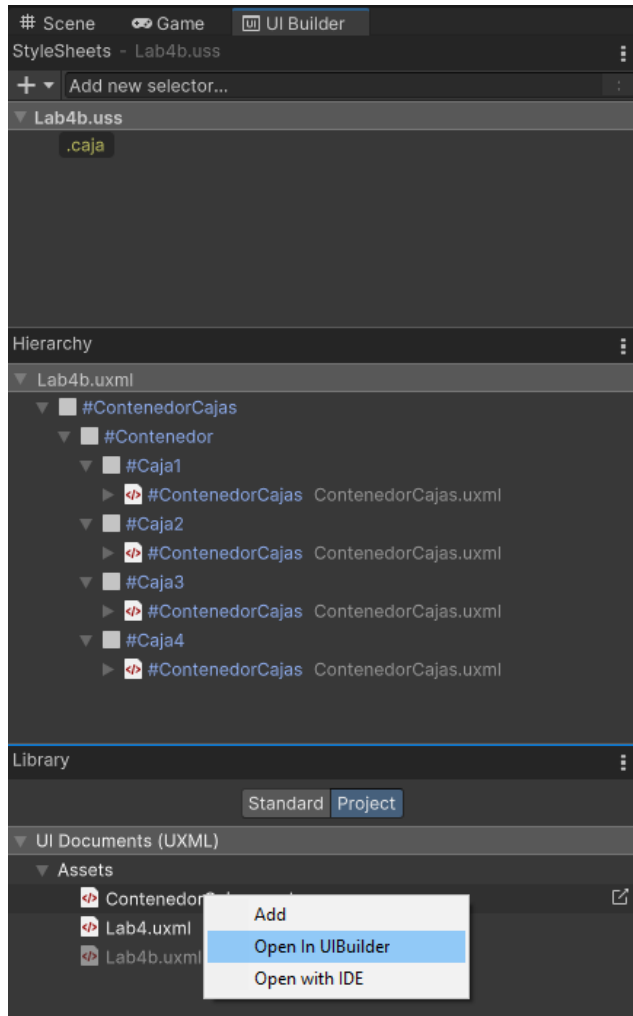 Scene Game UI Builder
StyleSheets - Lab4b.uss
Add new selector...
Lab4b.uss
.caja
Hierarchy
Lab4b.uxml
#ContenedorCajas
#Contenedor
#Caja1
#ContenedorCajas ContenedorCajas.uxml
#Caja2
#ContenedorCajas ContenedorCajas.uxml
#Caja3
#ContenedorCajas ContenedorCajas.uxml
#Caja4
#ContenedorCajas ContenedorCajas.uxml
Library
Standard Project
UI Documents (UXML)
Assets
Add
Lab4.uxml
Open In UIBuilder
Lab4b.uxml
Open with IDE